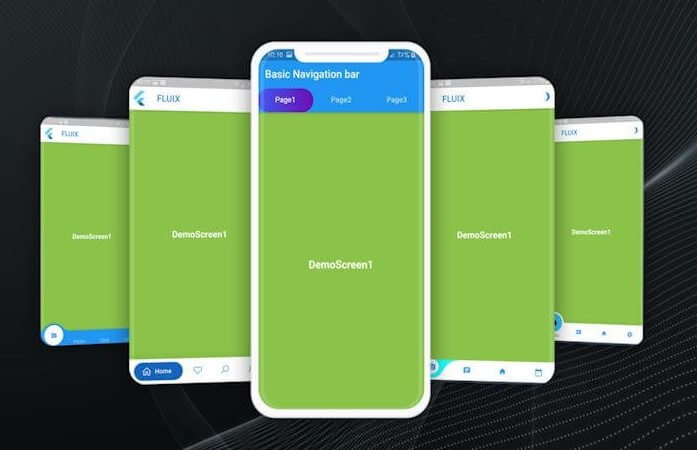 10:10
73%
Basic Navigation bar
Page1 Page2 Page3
DemoScreen1
FLUIX
DemoScreen1
Home
FLUIX
DemoScreen1
FLUIX
DemoScreen1
FLUIX
DemoScreen1